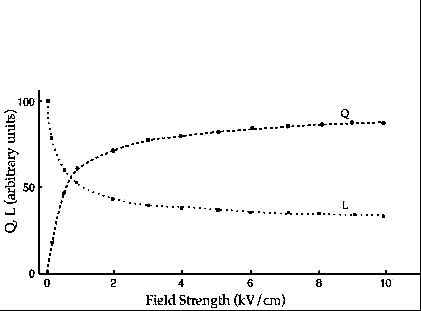 Q, L (arbitrary units)
100
50
0
Q
L
0 2 4 6 8 10
Field Strength (kV/cm)